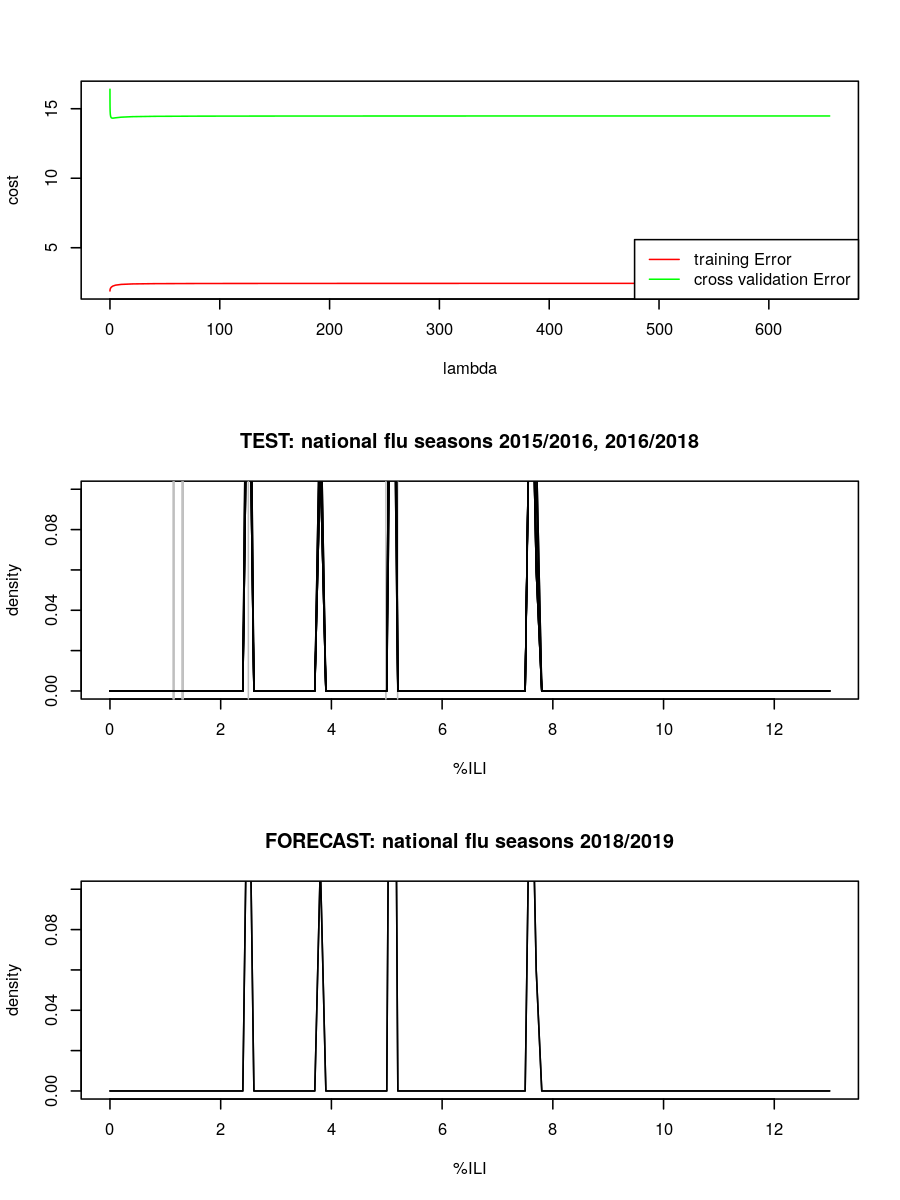 cost
15
10
5
training Error
cross validation Error
0 100 200 300 400 500 600
lambda
TEST: national flu seasons 2015/2016, 2016/2018
density
0.08
0.04
0.00
0 2 4 6 8 10 12
%ILI
FORECAST: national flu seasons 2018/2019
density
0.08
0.04
0.00
0 2 4 6 8 10 12
%ILI